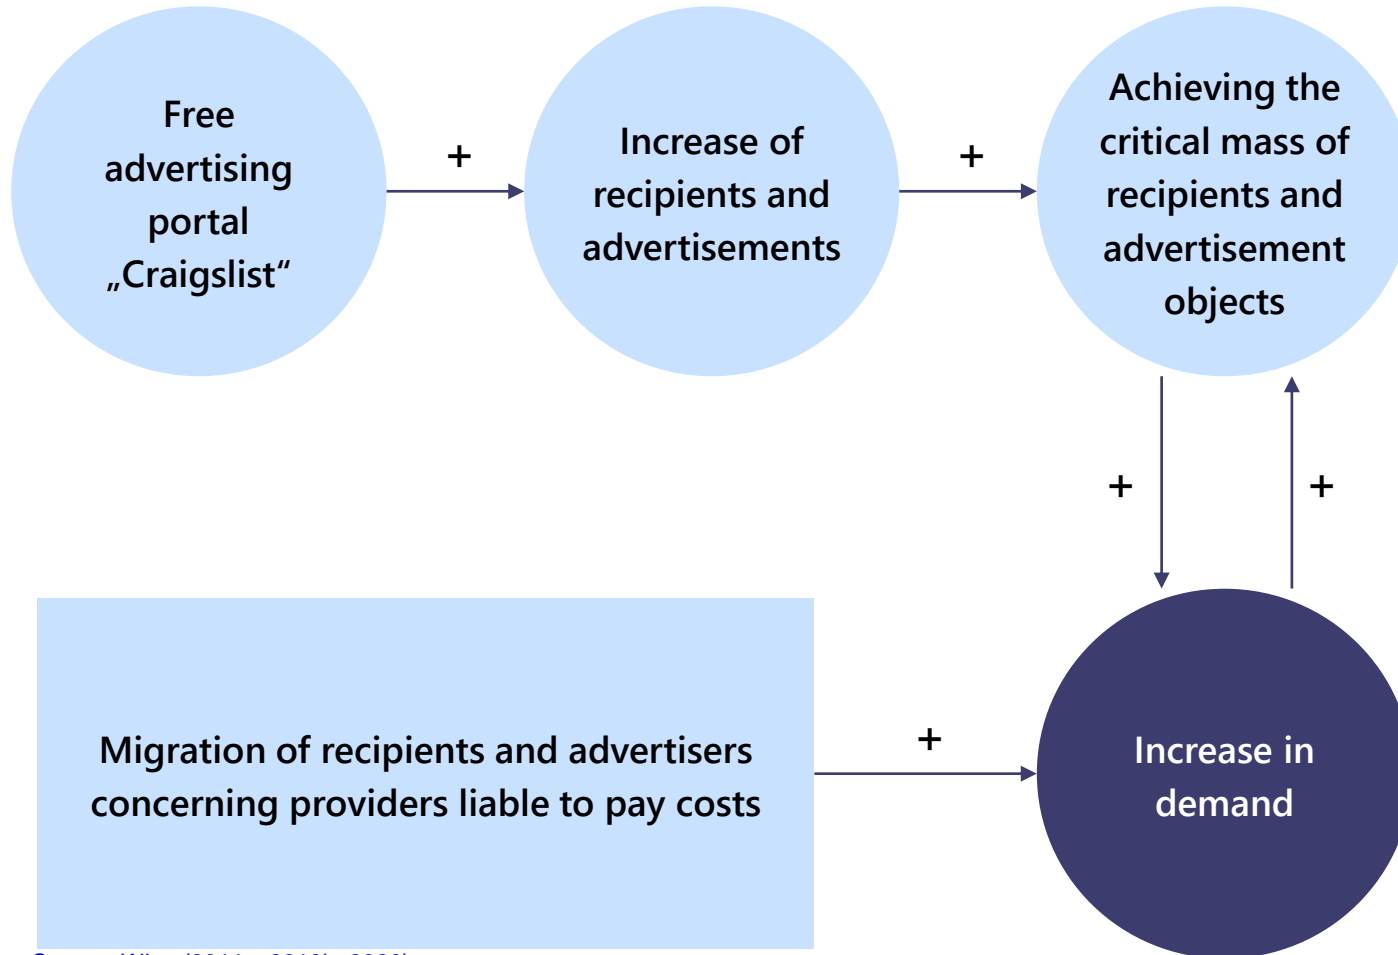 Free
advertising
portal
„Craigslist“
+
Increase of
recipients and
advertisements
+
Achieving the
critical mass of
recipients and
advertisement
objects
+
+
Migration of recipients and advertisers
concerning providers liable to pay costs
+
Increase in
demand